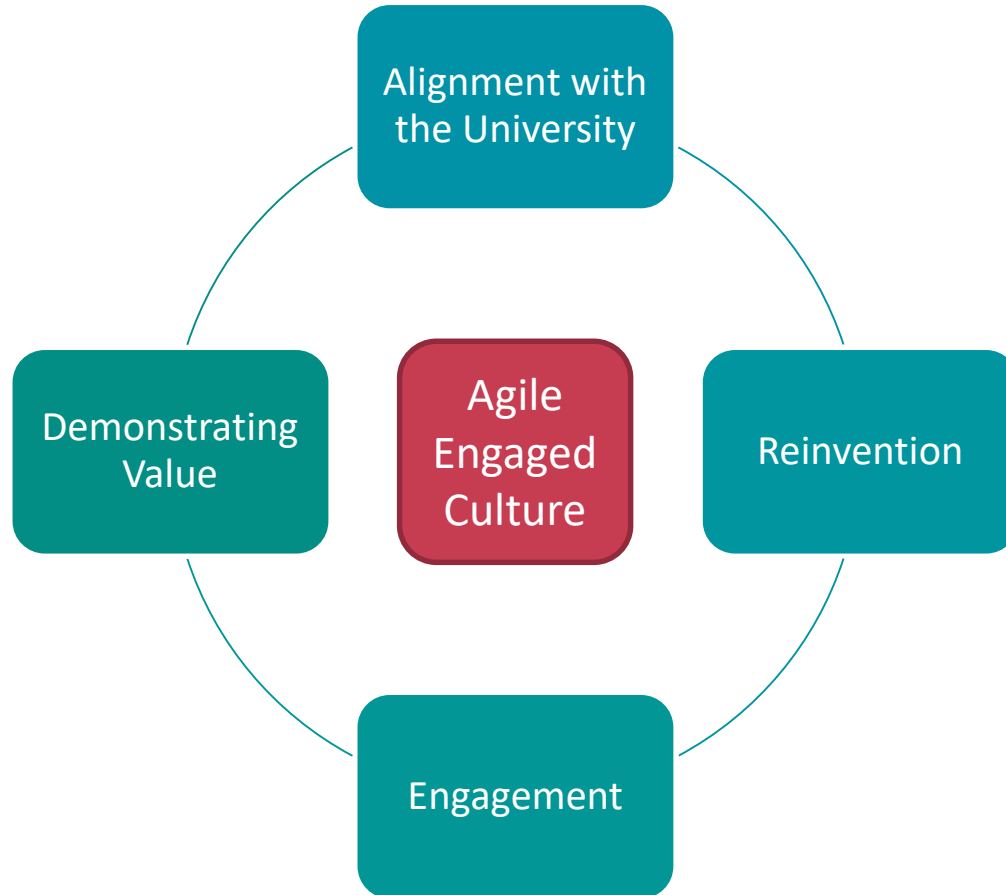 Alignment with
the University
Demonstrating
Value
Agile
Engaged
Culture
Reinvention
Engagement